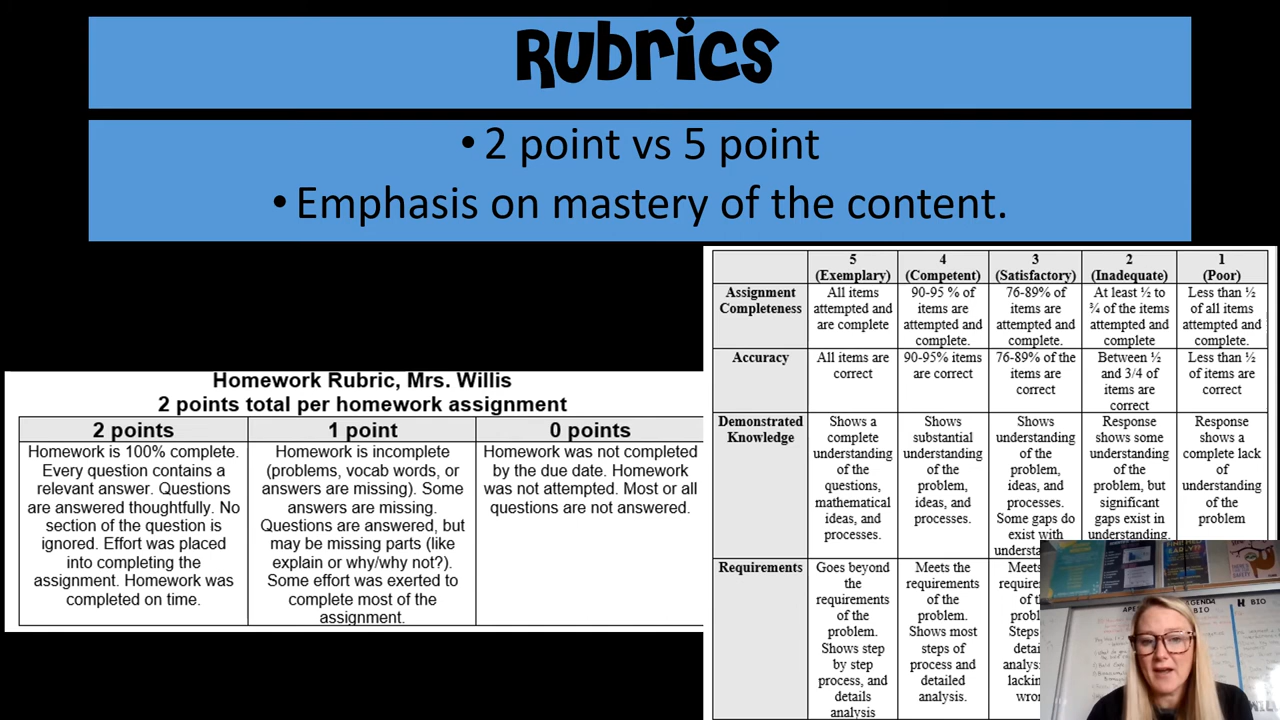 Rubrics
• 2 point vs 5 point
• Emphasis on mastery of the content.
Homework Rubric, Mrs. Willis
2 points total per homework assignment
2 points
1 point
0 points
Homework is 100% complete.
Every question contains a
relevant answer. Questions
are answered thoughtfully. No
section of the question is
ignored. Effort was placed
into completing the
assignment. Homework was
completed on time.
Homework is incomplete
(problems, vocab words, or
answers are missing). Some
answers are missing.
Questions are answered, but
may be missing parts (like
explain or why/why not?).
Some effort was exerted to
complete most of the
assignment.
Homework was not completed
by the due date. Homework
was not attempted. Most or all
questions are not answered.
5
(Exemplary)
4
(Competent)
3
(Satisfactory)
2
(Inadequate)
1
(Poor)
Assignment
Completeness
All items
attempted and
are complete
90-95 % of
items are
attempted and
complete.
76-89% of
items are
attempted and
complete.
At least ½ to
¾ of the items
attempted and
complete
Less than ½
of all items
attempted and
complete.
Accuracy
All items are
correct
90-95% items
are correct
76-89% of the
items are
correct
Between ½
and 3/4 of
items are
correct
Less than ½
of items are
correct
Demonstrated
Knowledge
Shows a
complete
understanding
of the
questions,
mathematical
ideas, and
processes.
Shows
substantial
understanding
of the
problem,
ideas, and
processes.
Shows
understanding
of the
problem,
ideas, and
processes.
Some gaps do
exist with
Response
shows some
understanding
of the
problem, but
significant
gaps exist in
understanding.
Response
shows a
complete lack
of
understanding
of the
problem
Requirements
Goes beyond
the
requirements
of the
problem.
Shows step
by step
process, and
details
analysis
Meets the
requirements
of the
problem.
Shows most
steps of
process and
detailed
analysis.
Meets
Steps
AGENDA
BIO
H BIO